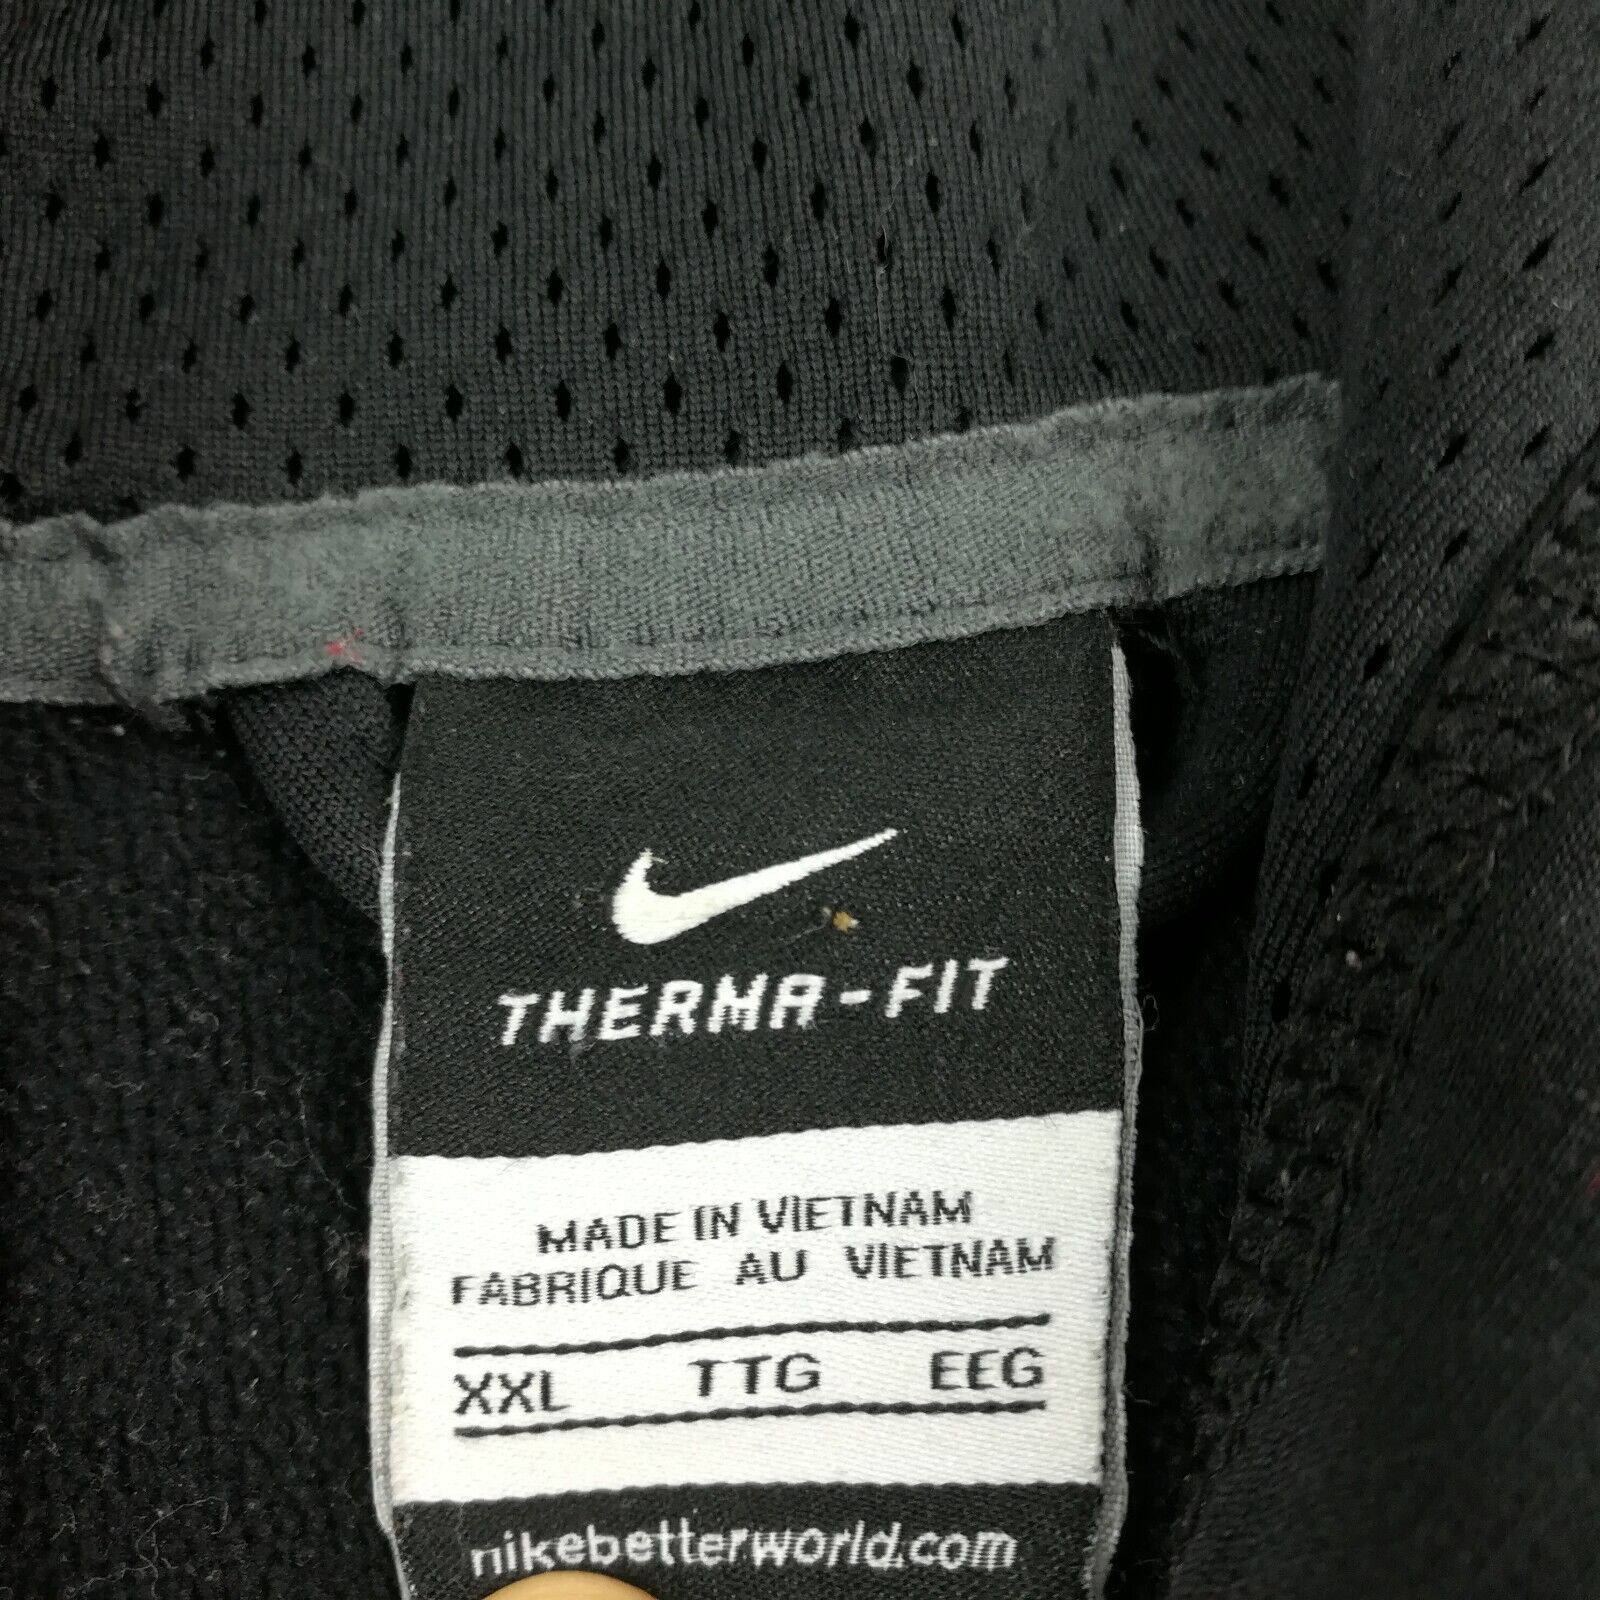 THERMA-FIT
MADE IN VIETNAM
FABRIQUE AU VIETNAM
XXL TTG EEG
nikebetterworld.com